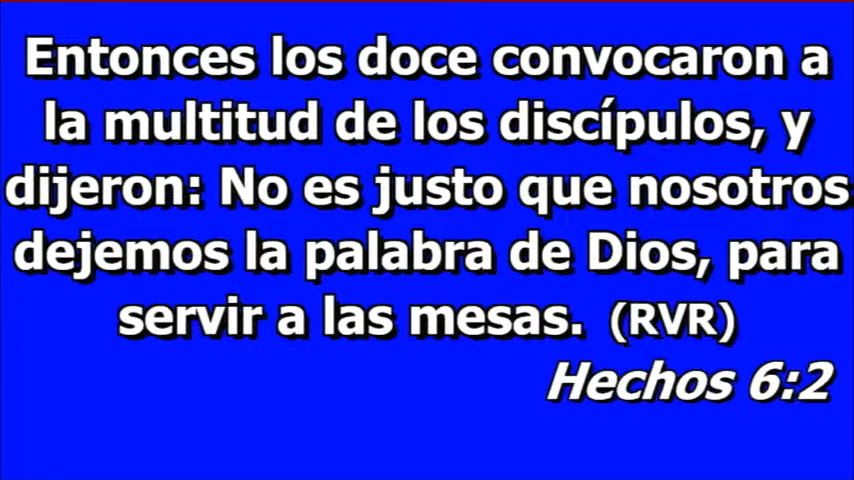 Entonces los doce convocaron a
la multitud de los discípulos, y
dijeron: No es justo que nosotros
dejemos la palabra de Dios, para
servir a las mesas. (RVR)
Hechos 6:2